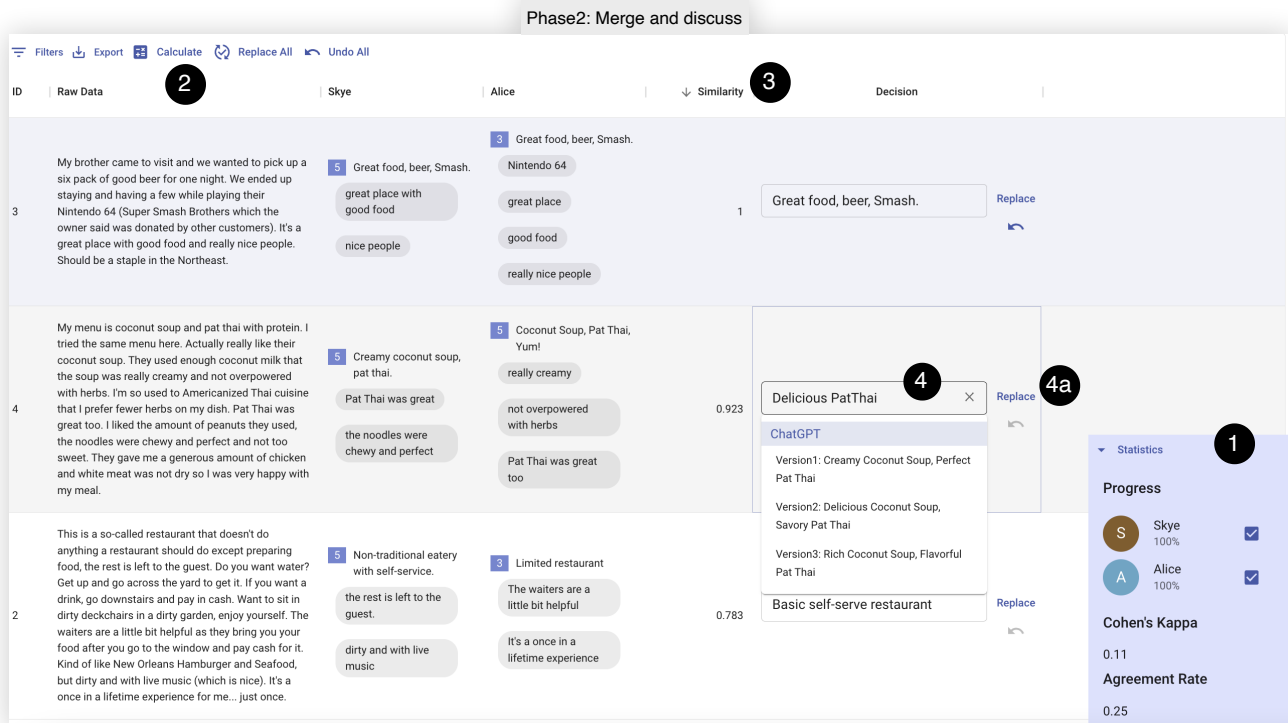 Phase2: Merge and discuss
Filters Export Calculate Replace All Undo All
2
3
ID Raw Data Skye Alice Similarity Decision
3
My brother came to visit and we wanted to pick up a
six pack of good beer for one night. We ended up
staying and having a few while playing their
Nintendo 64 (Super Smash Brothers which the
owner said was donated by other customers). It's a
great place with good food and really nice people.
Should be a staple in the Northeast.
5 Great food, beer, Smash.
great place with
good food
nice people
3 Great food, beer, Smash.
Nintendo 64
great place
good food
really nice people
1
Great food, beer, Smash.
Replace
4
My menu is coconut soup and pat thai with protein. I
tried the same menu here. Actually really like their
coconut soup. They used enough coconut milk that
the soup was really creamy and not overpowered
with herbs. I'm so used to Americanized Thai cuisine
that I prefer fewer herbs on my dish. Pat Thai was
great too. I liked the amount of peanuts they used,
the noodles were chewy and perfect and not too
sweet. They gave me a generous amount of chicken
and white meat was not dry so I was very happy with
my meal.
5 Creamy coconut soup,
pat thai.
Pat Thai was great
the noodles were
chewy and perfect
5 Coconut Soup, Pat Thai,
Yum!
really creamy
not overpowered
with herbs
Pat Thai was great
too
0.923
4
Delicious PatThai
Replace
4a
ChatGPT
Version1: Creamy Coconut Soup, Perfect
Pat Thai
Version2: Delicious Coconut Soup,
Savory Pat Thai
Version3: Rich Coconut Soup, Flavorful
Pat Thai
2
This is a so-called restaurant that doesn't do
anything a restaurant should do except preparing
food, the rest is left to the guest. Do you want water?
Get up and go across the yard to get it. If you want a
drink, go downstairs and pay in cash. Want to sit in
dirty deckchairs in a dirty garden, enjoy yourself. The
waiters are a little bit helpful as they bring you your
food after you go to the window and pay cash for it.
Kind of like New Orleans Hamburger and Seafood,
but dirty and with live music (which is nice). It's a
once in a lifetime experience for me... just once.
5 Non-traditional eatery
with self-service.
the rest is left to the
guest.
dirty and with live
music
3 Limited restaurant
The waiters are a
little bit helpful
It's a once in a
lifetime experience
0.783
Basic self-serve restaurant
Replace
Statistics
1
Progress
S Skye
100%
A Alice
100%
Cohen's Kappa
0.11
Agreement Rate
0.25